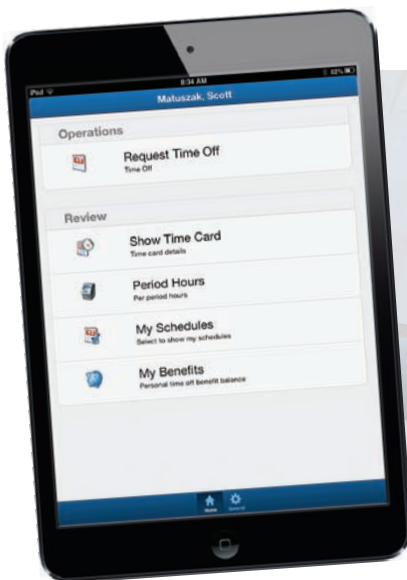 iPad
8:34 AM
82%
Matuszak, Scott
Operations
Request Time Off
Time Off
Review
Show Time Card
Time card details
Period Hours
Per period hours
My Schedules
Select to show my schedules
My Benefits
Personal time off benefit balance
Home
General